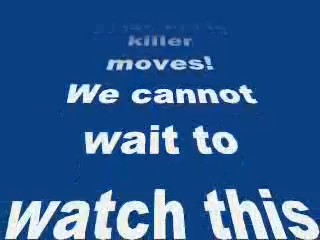 killer
moves!
We cannot
wait to
watch this